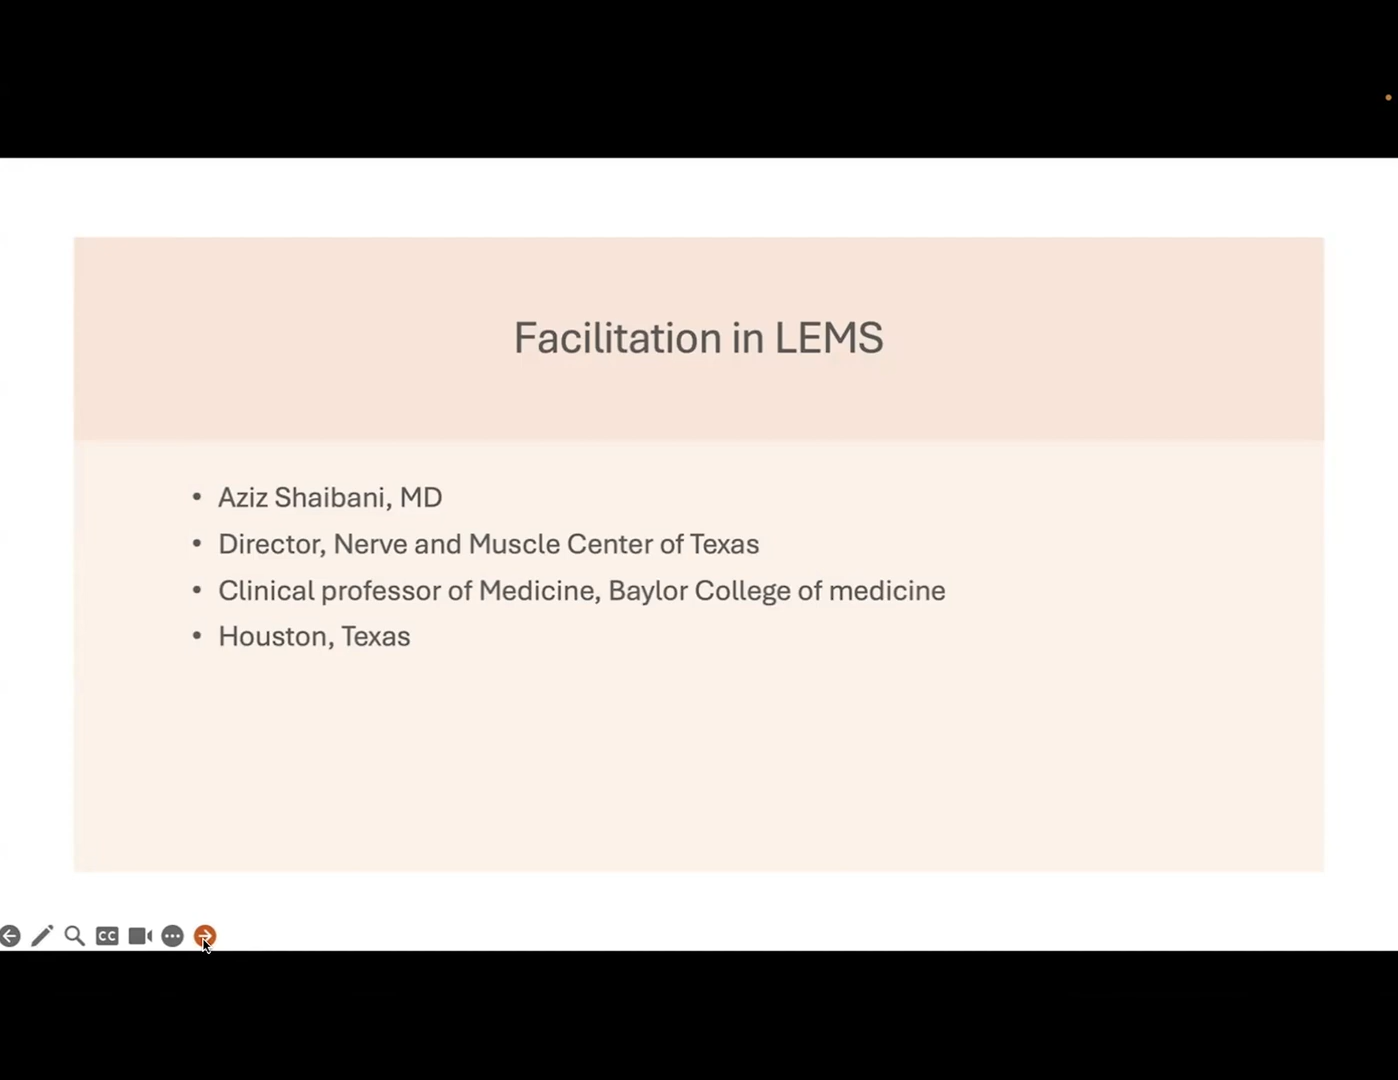 Facilitation in LEMS
• Aziz Shaibani, MD
• Director, Nerve and Muscle Center of Texas
• Clinical professor of Medicine, Baylor College of medicine
• Houston, Texas
CC